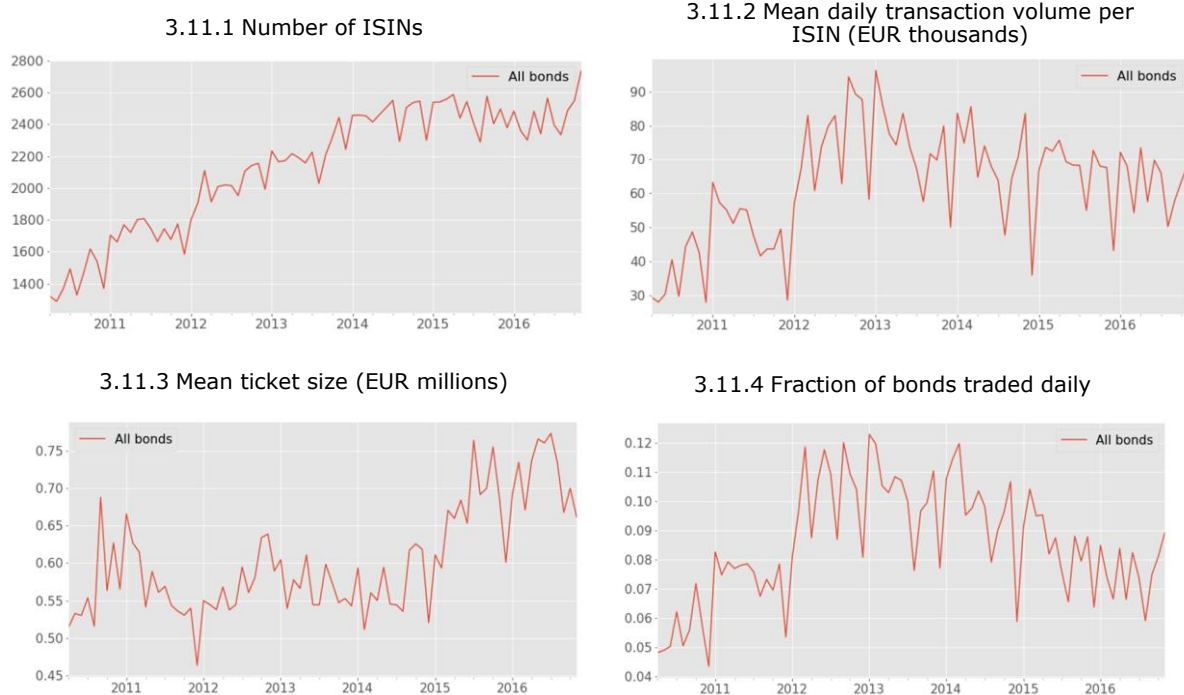 3.11.1 Number of ISINs
2800
2600
2400
2200
2000
1800
1600
1400
All bonds
2011 2012 2013 2014 2015 2016
3.11.2 Mean daily transaction volume per
ISIN (EUR thousands)
90
80
70
60
50
40
30
All bonds
2011 2012 2013 2014 2015 2016
3.11.3 Mean ticket size (EUR millions)
0.75
0.70
0.65
0.60
0.55
0.50
0.45
All bonds
2011 2012 2013 2014 2015 2016
3.11.4 Fraction of bonds traded daily
0.12
0.11
0.10
0.09
0.08
0.07
0.06
0.05
0.04
All bonds
2011 2012 2013 2014 2015 2016